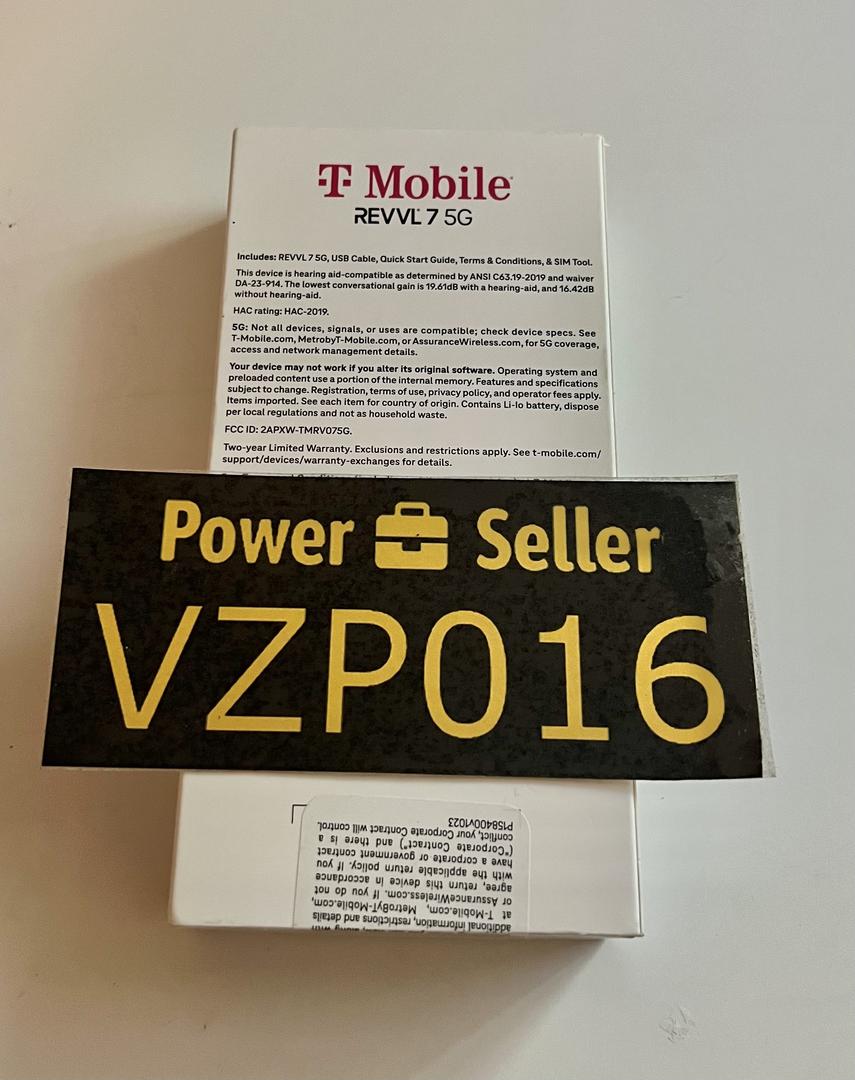 T Mobile
REVVL 7 5G
Includes: REVVL 7 5G, USB Cable, Quick Start Guide, Terms & Conditions, & SIM Tool.
This device is hearing aid-compatible as determined by ANSI C63.19-2019 and waiver
DA-23-914. The lowest conversational gain is 19.61dB with a hearing-aid, and 16.42dB
without hearing-aid.
HAC rating: HAC-2019.
5G: Not all devices, signals, or uses are compatible; check device specs. See
T-Mobile.com, MetrobyT-Mobile.com, or AssuranceWireless.com, for 5G coverage,
access and network management details.
Your device may not work if you alter its original software. Operating system and
preloaded content use a portion of the internal memory. Features and specifications
subject to change. Registration, terms of use, privacy policy, and operator fees apply.
Items imported. See each item for country of origin. Contains Li-Io battery, dispose
per local regulations and not as household waste.
FCC ID: 2APXW-TMRV075G.
Two-year Limited Warranty. Exclusions and restrictions apply. See t-mobile.com/
support/devices/warranty-exchanges for details.
Power Seller
VZP016
additional information, restrictions and details
at T-Mobile.com, MetroByT-Mobile.com,
or AssuranceWireless.com. If you do not
agree, return this device in accordance
with the applicable return policy. If you
have a corporate or government contract
("Corporate Contract") and there is a
conflict, your Corporate Contract will control.
P158400v1023